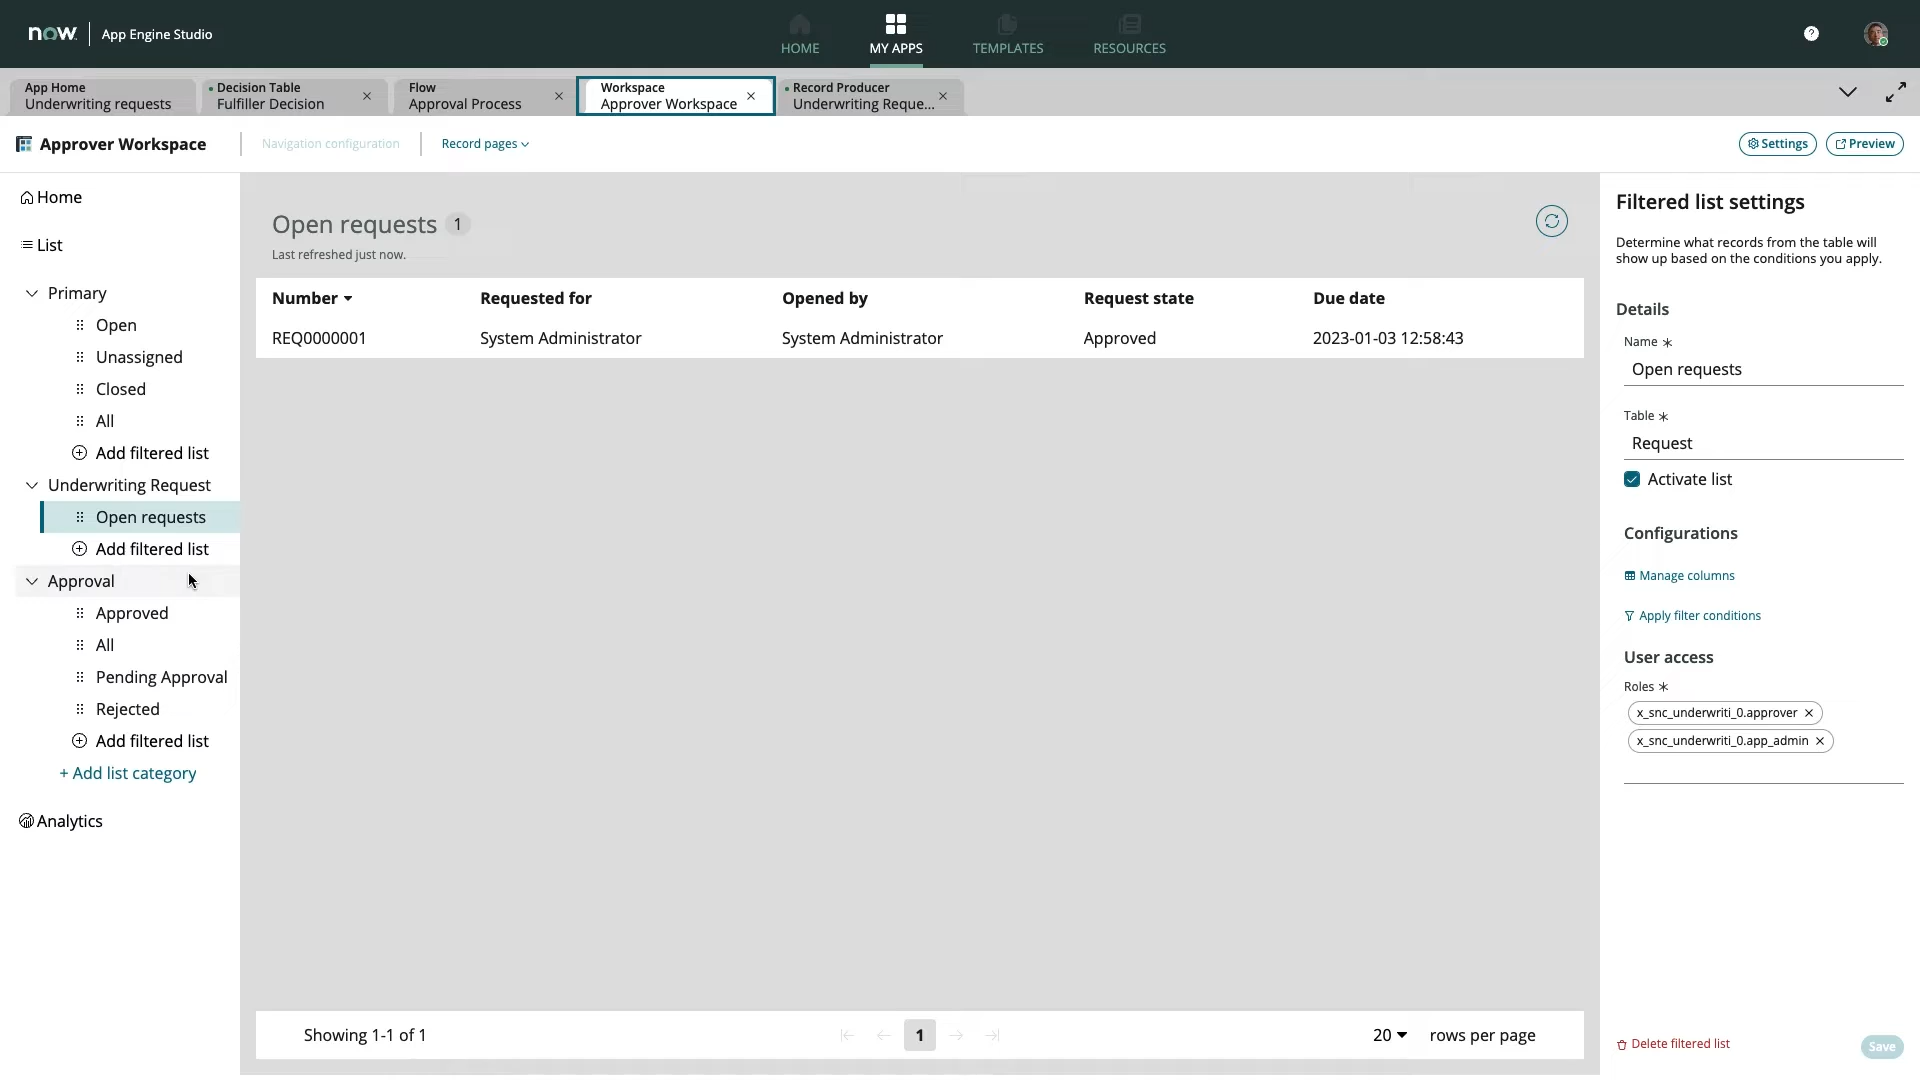 now App Engine Studio
HOME
MY APPS
TEMPLATES
RESOURCES
App Home
Underwriting requests
Decision Table
Fulfiller Decision
Flow
Approval Process
Workspace
Approver Workspace
Record Producer
Underwriting Reque...
Approver Workspace
Navigation configuration
Record pages
Settings
Preview
Home
List
Primary
Open
Unassigned
Closed
All
Add filtered list
Underwriting Request
Open requests
Add filtered list
Approval
Approved
All
Pending Approval
Rejected
Add filtered list
+ Add list category
Analytics
Open requests 1
Last refreshed just now.
Number Requested for Opened by Request state Due date
REQ0000001 System Administrator System Administrator Approved 2023-01-03 12:58:43
Showing 1-1 of 1
1
20 rows per page
Filtered list settings
Determine what records from the table will
show up based on the conditions you apply.
Details
Name *
Open requests
Table *
Request
Activate list
Configurations
Manage columns
Apply filter conditions
User access
Roles *
x_snc_underwriti_0.approver
x_snc_underwriti_0.app_admin
Delete filtered list
Save